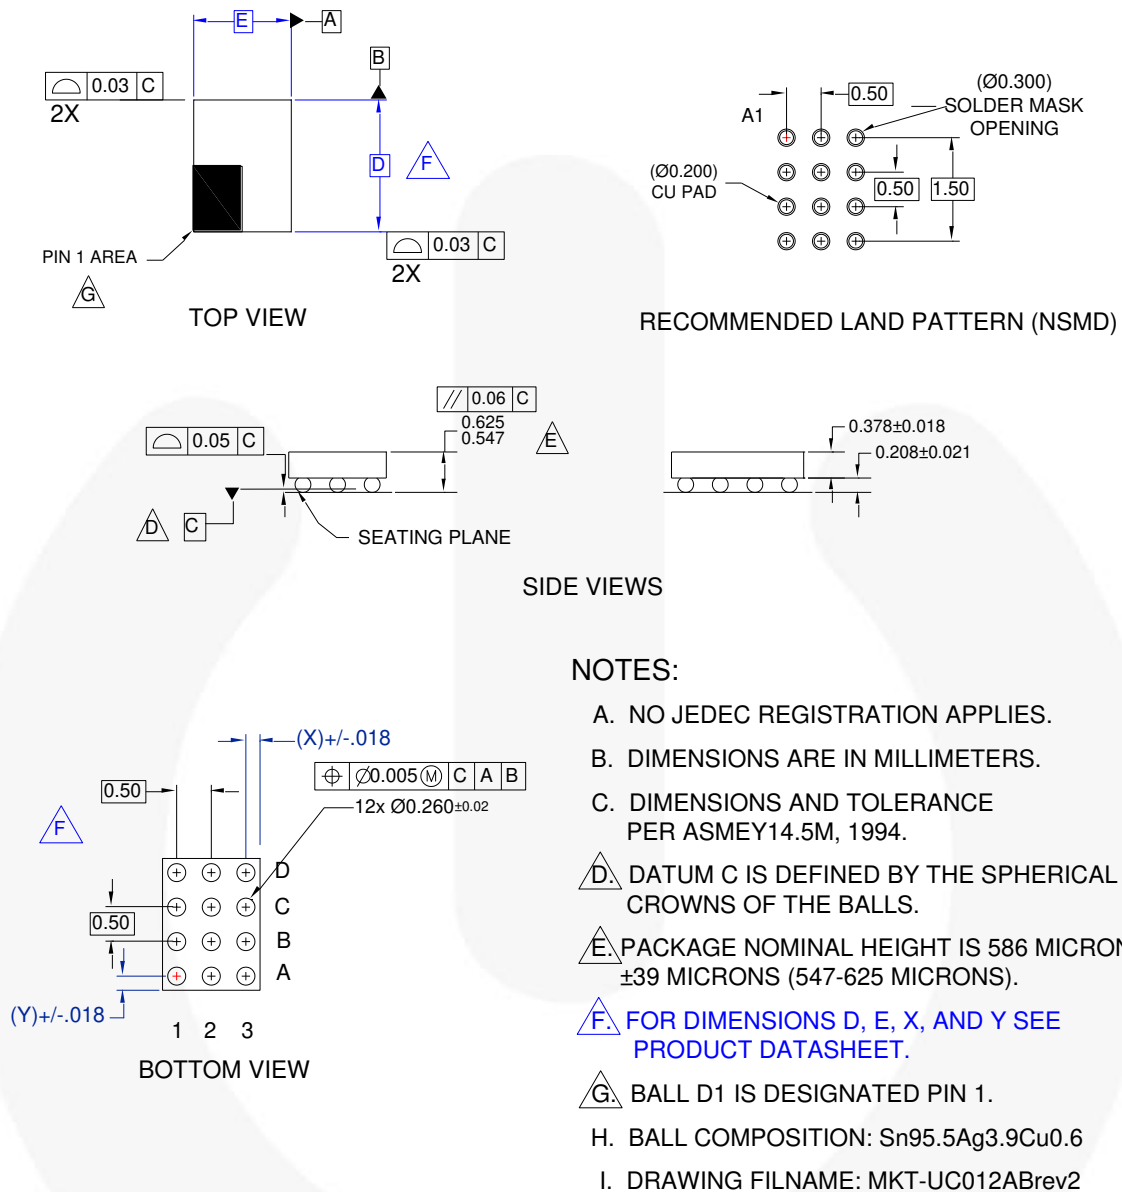 E
A
B
0.03 C
2X
D
F
0.03 C
2X
PIN 1 AREA
G
TOP VIEW
0.50
(Ø0.300)
SOLDER MASK
OPENING
A1
(Ø0.200)
CU PAD
0.50
1.50
RECOMMENDED LAND PATTERN (NSMD)
// 0.06 C
0.625
0.547
E
0.05 C
D
C
SEATING PLANE
0.378±0.018
0.208±0.021
SIDE VIEWS
(X)+/-.018
Ø0.005 M C A B
12x Ø0.260±0.02
0.50
F
0.50
D
C
B
A
(Y)+/-.018
1 2 3
BOTTOM VIEW
NOTES:
A. NO JEDEC REGISTRATION APPLIES.
B. DIMENSIONS ARE IN MILLIMETERS.
C. DIMENSIONS AND TOLERANCE
PER ASMEY14.5M, 1994.
D. DATUM C IS DEFINED BY THE SPHERICAL
CROWNS OF THE BALLS.
E. PACKAGE NOMINAL HEIGHT IS 586 MICRON
±39 MICRONS (547-625 MICRONS).
F. FOR DIMENSIONS D, E, X, AND Y SEE
PRODUCT DATASHEET.
G. BALL D1 IS DESIGNATED PIN 1.
H. BALL COMPOSITION: Sn95.5Ag3.9Cu0.6
I. DRAWING FILNAME: MKT-UC012ABrev2